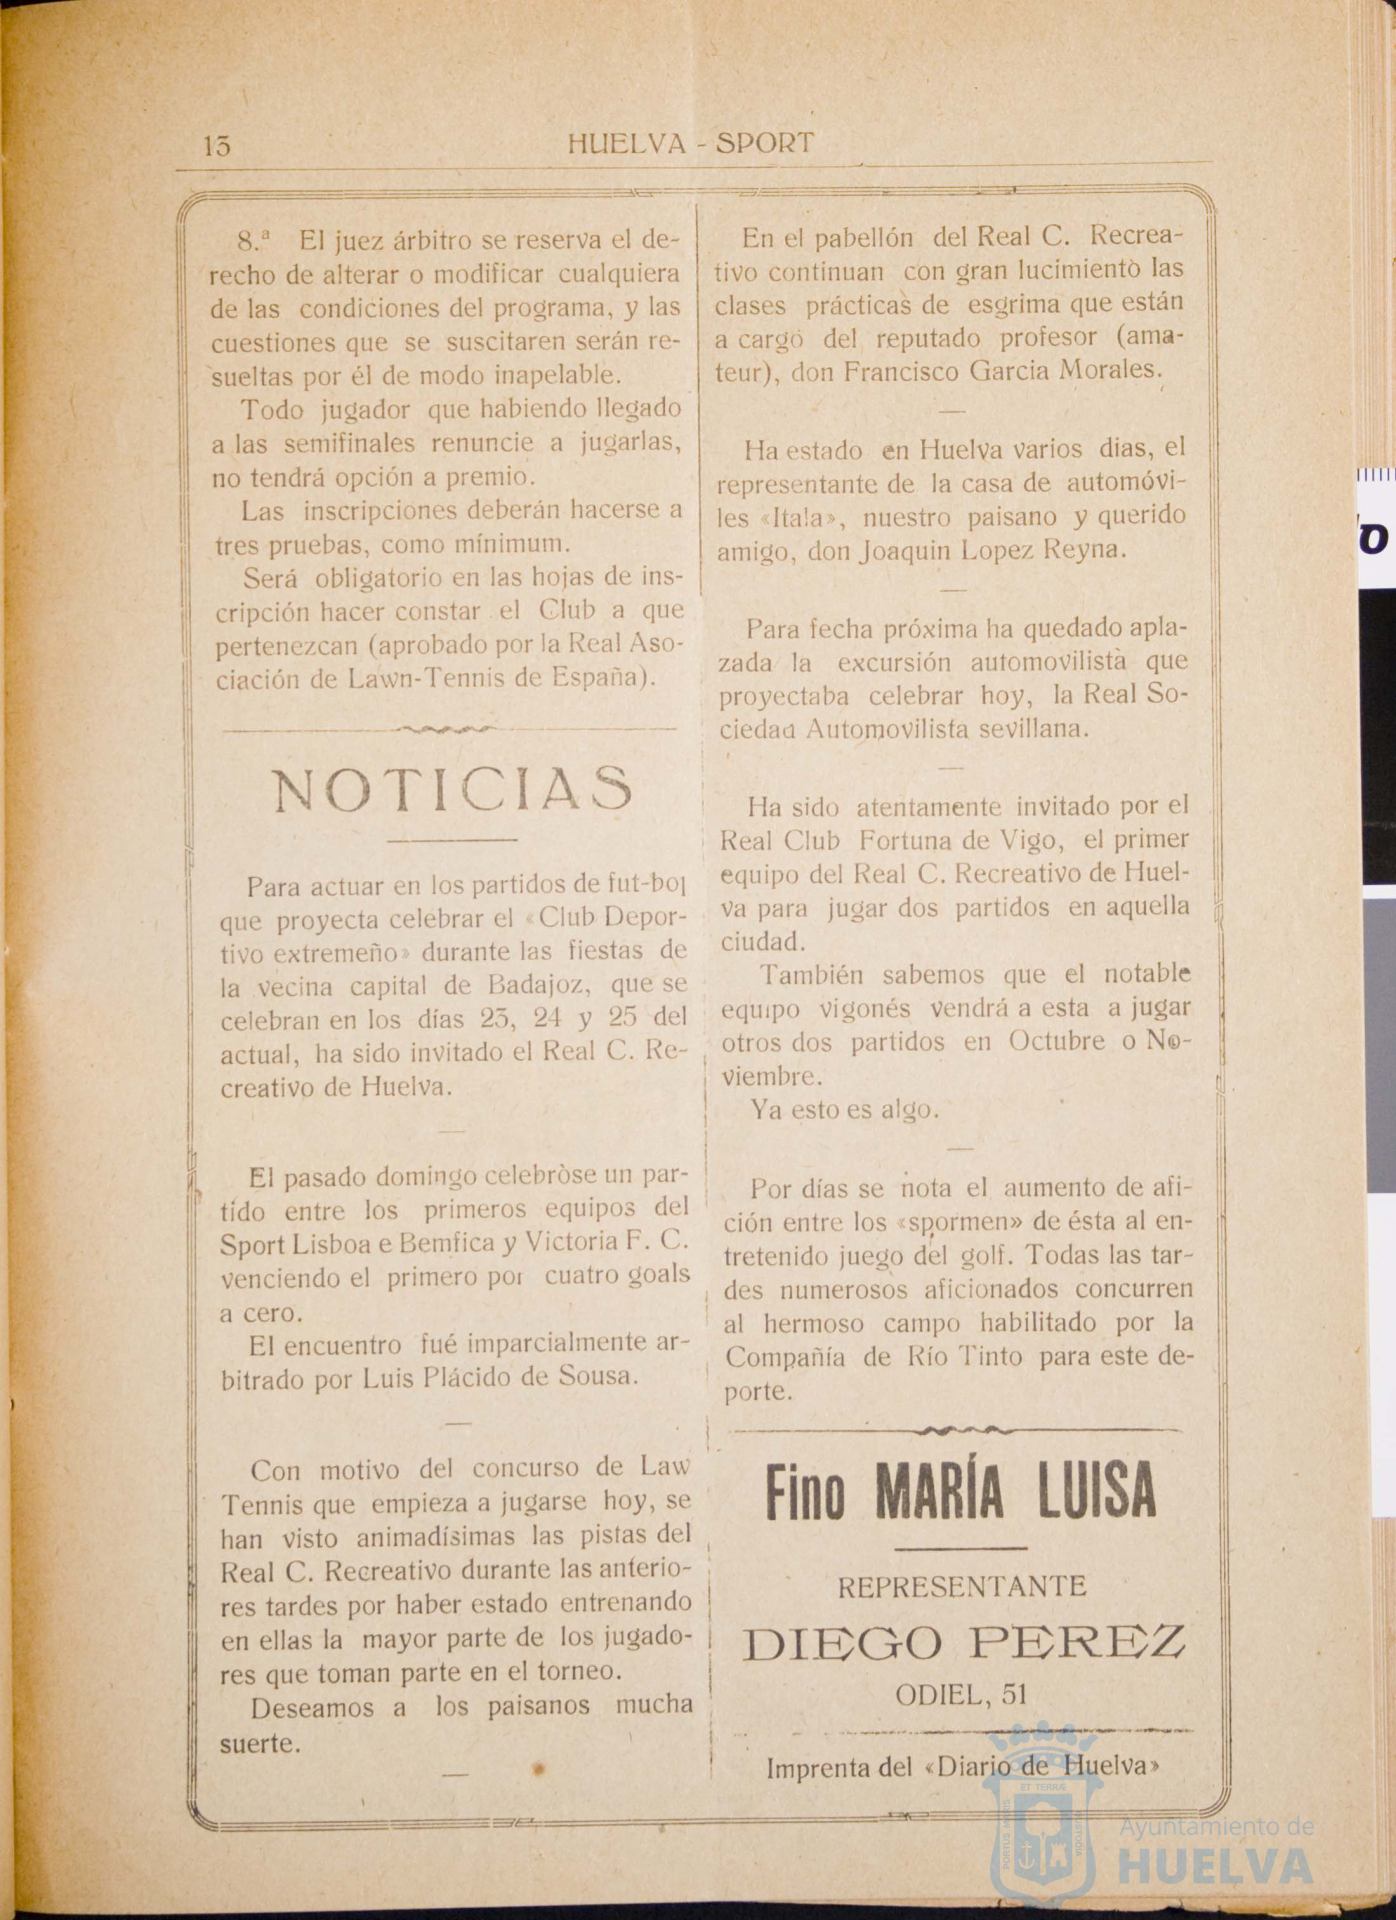 13
HUELVA - SPORT
8.ª El juez árbitro se reserva el de-
recho de alterar o modificar cualquiera
de las condiciones del programa, y las
cuestiones que se suscitaren serán re-
sueltas por él de modo inapelable.
Todo jugador que habiendo llegado
a las semifinales renuncie a jugarlas,
no tendrá opción a premio.
Las inscripciones deberán hacerse a
tres pruebas, como mínimum.
Será obligatorio en las hojas de ins-
cripción hacer constar el Club a que
pertenezcan (aprobado por la Real Aso-
ciación de Lawn-Tennis de España).
NOTICIAS
Para actuar en los partidos de fut-bol
que proyecta celebrar el «Club Depor-
tivo extremeño» durante las fiestas de
la vecina capital de Badajoz, que se
celebran en los días 23, 24 y 25 del
actual, ha sido invitado el Real C. Re-
creativo de Huelva.
El pasado domingo celebròse un par-
tido entre los primeros equipos del
Sport Lisboa e Bemfica y Victoria F. C.
venciendo el primero por cuatro goals
a cero.
El encuentro fué imparcialmente ar-
bitrado por Luis Plácido de Sousa.
Con motivo del concurso de Law
Tennis que empieza a jugarse hoy, se
han visto animadísimas las pistas del
Real C. Recreativo durante las anterio-
res tardes por haber estado entrenando
en ellas la mayor parte de los jugado-
res que toman parte en el torneo.
Deseamos a los paisanos mucha
suerte.
En el pabellón del Real C. Recrea-
tivo continuan con gran lucimiento las
clases prácticas de esgrima que están
a cargo del reputado profesor (ama-
teur), don Francisco Garcia Morales.
Ha estado en Huelva varios dias, el
representante de la casa de automóvi-
les «Itala», nuestro paisano y querido
amigo, don Joaquin Lopez Reyna.
Para fecha próxima ha quedado apla-
zada la excursión automovilista que
proyectaba celebrar hoy, la Real So-
ciedad Automovilista sevillana.
Ha sido atentamente invitado por el
Real Club Fortuna de Vigo, el primer
equipo del Real C. Recreativo de Huel-
va para jugar dos partidos en aquella
ciudad.
También sabemos que el notable
equipo vigonés vendrá a esta a jugar
otros dos partidos en Octubre o No-
viembre.
Ya esto es algo.
Por días se nota el aumento de afi-
ción entre los «spormen» de ésta al en-
tretenido juego del golf. Todas las tar-
des numerosos aficionados concurren
al hermoso campo habilitado por la
Compañía de Río Tinto para este de-
porte.
Fino MARÍA LUISA
REPRESENTANTE
DIEGO PEREZ
ODIEL, 51
Imprenta del «Diario de Huelva»
ET TERRÆ
PORTUS MARIS
CUSTODIA
Ayuntamiento de
HUELVA